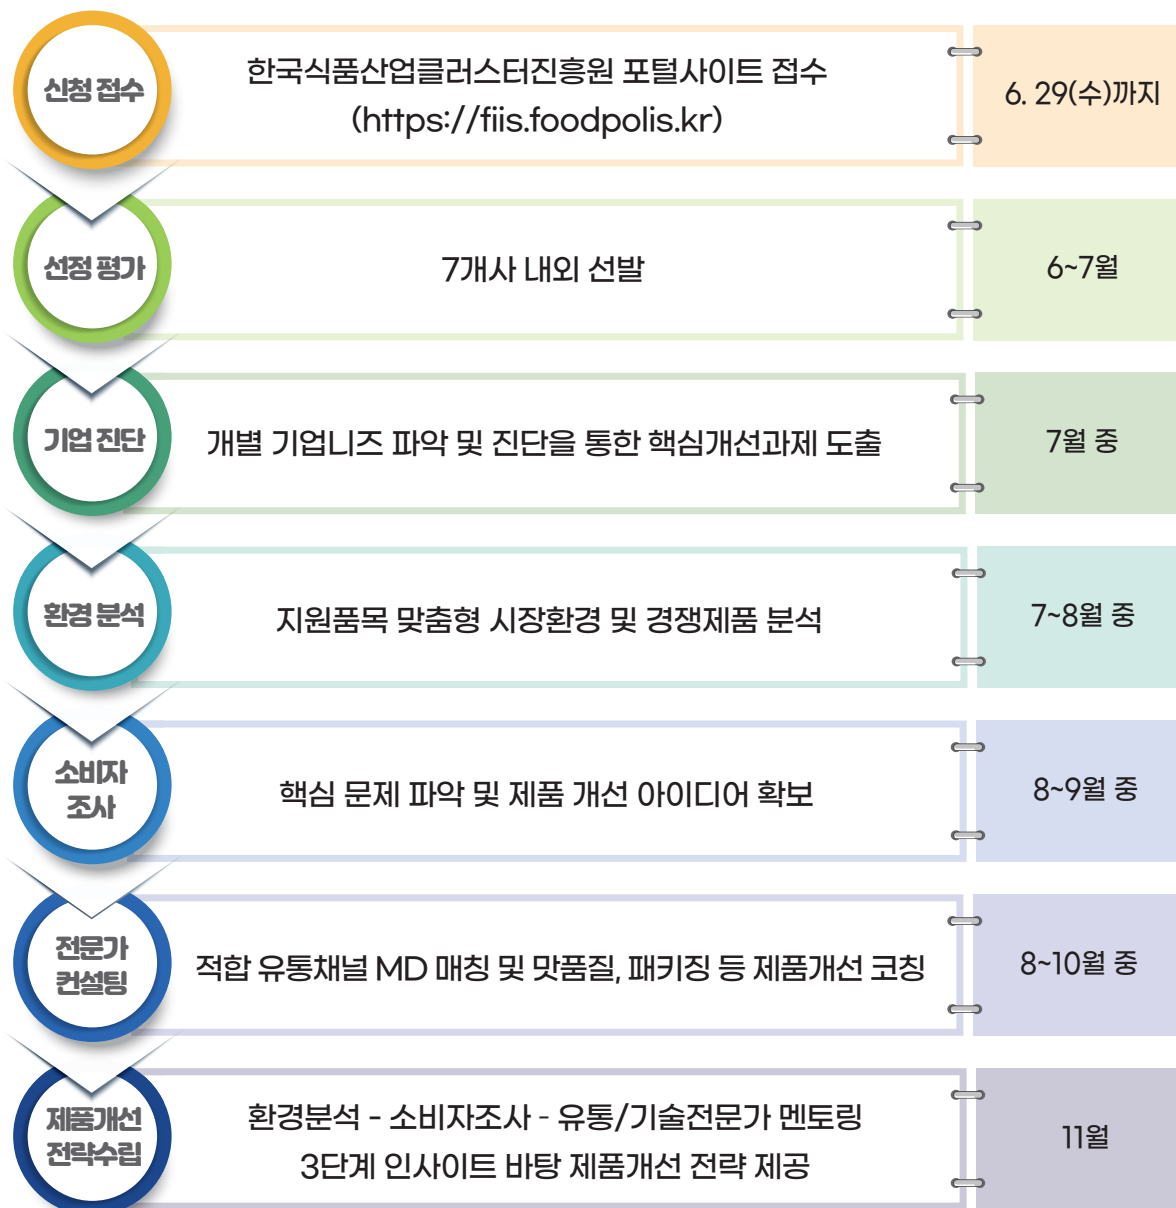 신청 접수
한국식품산업클러스터진흥원 포털사이트 접수
(https://fiis.foodpolis.kr)
6. 29(수)까지
선정 평가
7개사 내외 선발
6~7월
기업 진단
개별 기업니즈 파악 및 진단을 통한 핵심개선과제 도출
7월 중
환경 분석
지원품목 맞춤형 시장환경 및 경쟁제품 분석
7~8월 중
소비자
조사
핵심 문제 파악 및 제품 개선 아이디어 확보
8~9월 중
전문가
컨설팅
적합 유통채널 MD 매칭 및 맛품질, 패키징 등 제품개선 코칭
8~10월 중
제품개선
전략수립
환경분석 - 소비자조사 - 유통/기술전문가 멘토링
3단계 인사이트 바탕 제품개선 전략 제공
11월